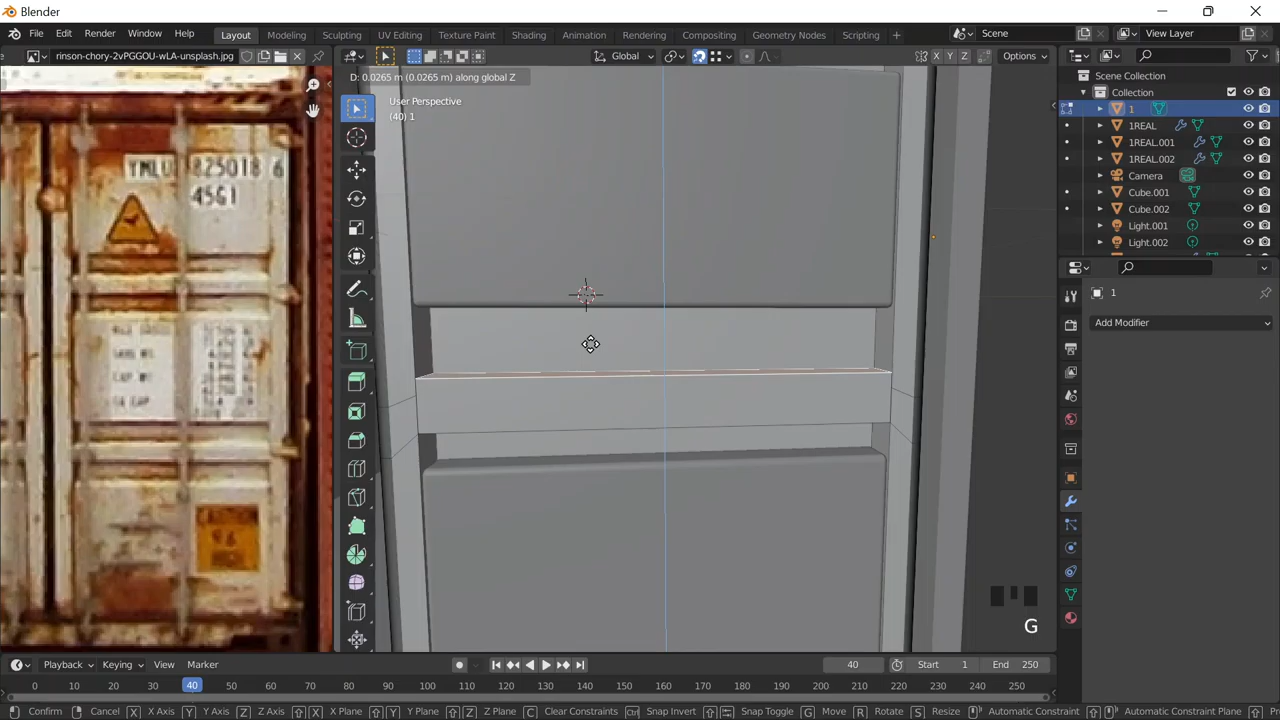 Blender
File Edit Render Window Help
Layout Modeling Sculpting UV Editing Texture Paint Shading Animation Rendering Compositing Geometry Nodes Scripting
Scene View Layer
rinson-chory-2vPGGOU-wLA-unsplash.jpg
Global X Y Z Options
D: 0.0265 m (0.0265 m) along global Z
User Perspective
(40) 1
YMLU 825018 6
45G1
Scene Collection
Collection
1
1REAL
1REAL.001
1REAL.002
Camera
Cube.001
Cube.002
Light.001
Light.002
1
Add Modifier
G
Playback Keying View Marker
40 Start 1 End 250
0 10 20 30 40 50 60 70 80 90 100 110 120 130 140 150 160 170 180 190 200 210 220 230 240 250
Confirm Cancel X X Axis Y Y Axis Z Z Axis X X Plane Y Y Plane Z Z Plane C Clear Constraints Ctrl Snap Invert Snap Toggle G Move R Rotate S Resize Automatic Constraint Automatic Constraint Plane